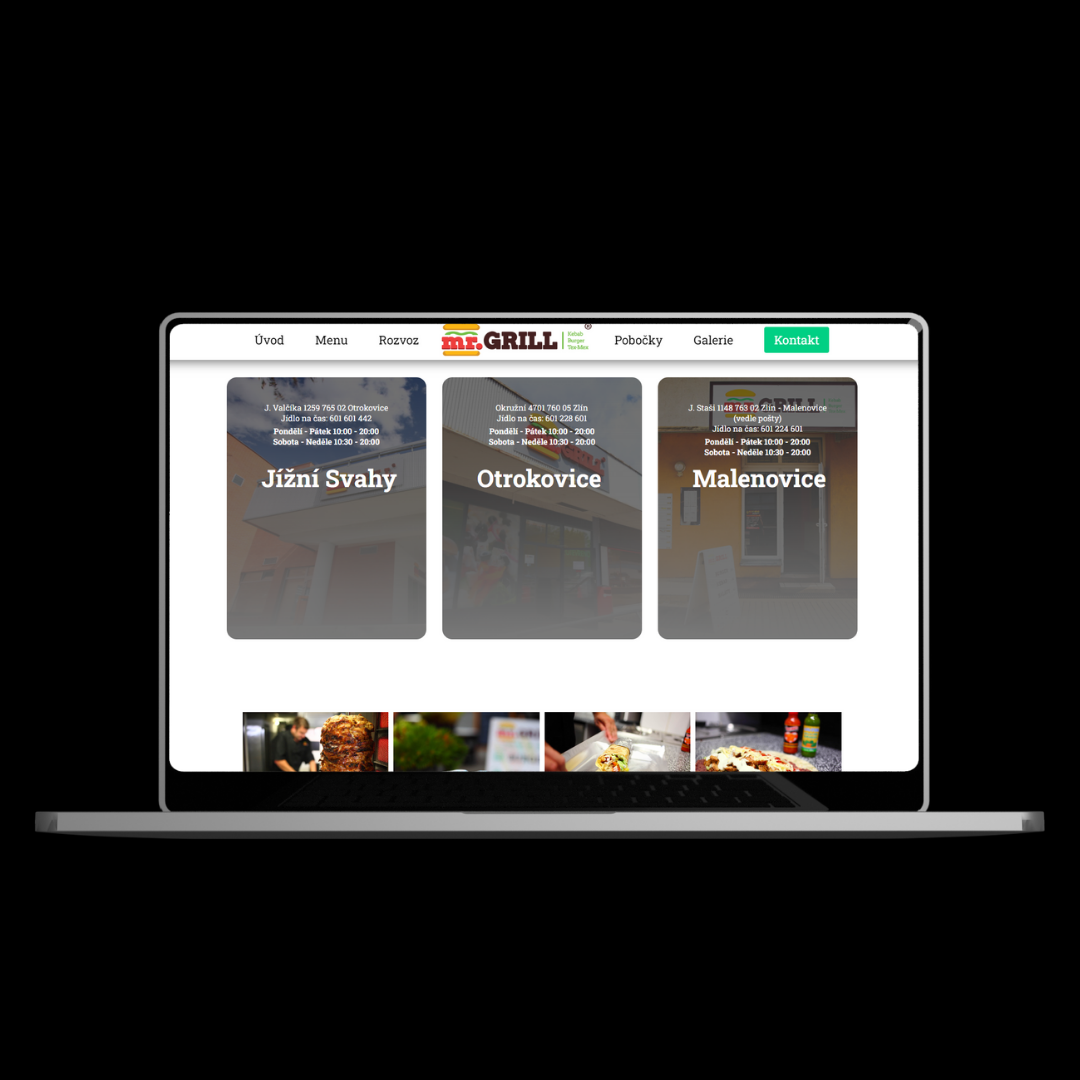 Úvod
Menu
Rozvoz
mr.GRILL
®
Kebab
Burger
Tex-Mex
Pobočky
Galerie
Kontakt
J. Valčíka 1259 765 02 Otrokovice
Jídlo na čas: 601 601 442
Pondělí - Pátek 10:00 - 20:00
Sobota - Neděle 10:30 - 20:00
Jížní Svahy
Okružní 4701 760 05 Zlín
Jídlo na čas: 601 228 601
Pondělí - Pátek 10:00 - 20:00
Sobota - Neděle 10:30 - 20:00
Otrokovice
GRILL
J. Staši 1148 763 02 Zlín - Malenovice
(vedle pošty)
Jídlo na čas: 601 224 601
Pondělí - Pátek 10:00 - 20:00
Sobota - Neděle 10:30 - 20:00
Malenovice